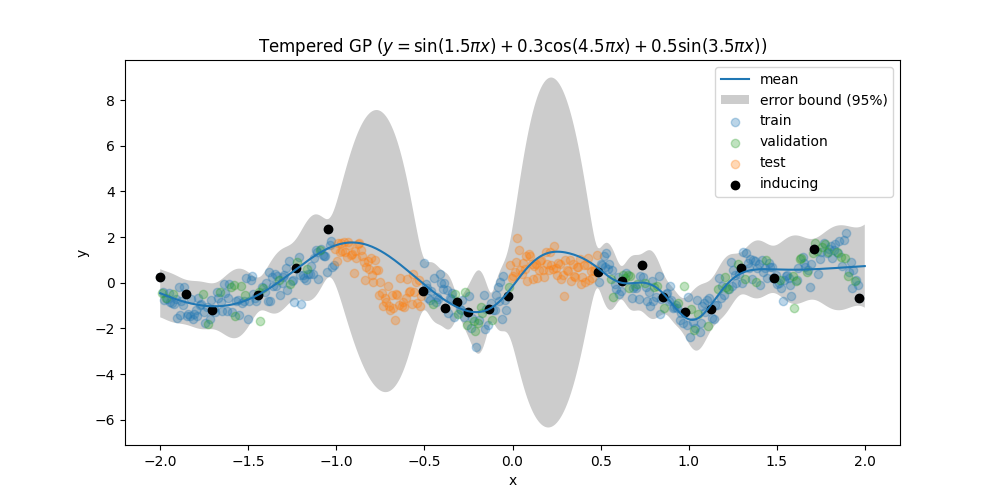 Tempered GP (y = sin(1.5πx) + 0.3cos(4.5πx) + 0.5sin(3.5πx))
mean
error bound (95%)
train
validation
test
inducing
8
6
4
2
0
−2
−4
−6
y
−2.0 −1.5 −1.0 −0.5 0.0 0.5 1.0 1.5 2.0
x